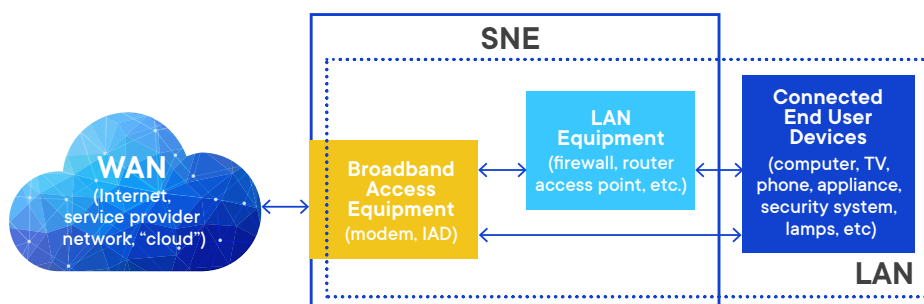 SNE
WAN
(Internet,
service provider
network, “cloud”)
Broadband
Access
Equipment
(modem, IAD)
LAN
Equipment
(firewall, router
access point, etc.)
Connected
End User
Devices
(computer, TV,
phone, appliance,
security system,
lamps, etc)
LAN